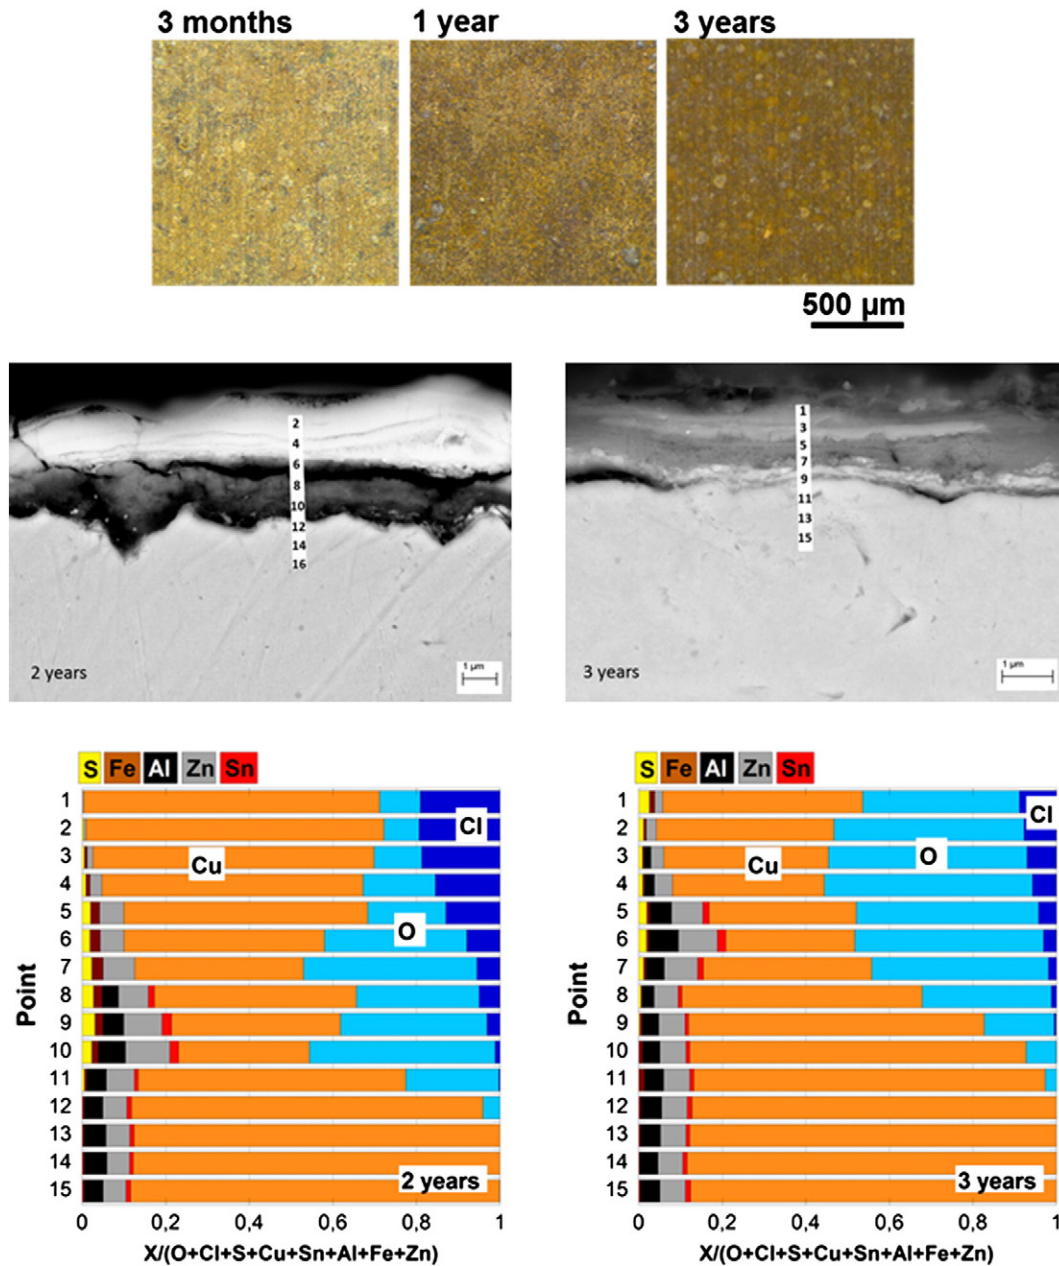 3 months 1 year 3 years
500 µm
2
4
6
8
10
12
14
16
2 years
1 µm
1
3
5
7
9
11
13
15
3 years
1 µm
S Fe Al Zn Sn
Point
1
2
3
4
5
6
7
8
9
10
11
12
13
14
15
Cl
Cu
O
2 years
0 0,2 0,4 0,6 0,8 1
X/(O+Cl+S+Cu+Sn+Al+Fe+Zn)
S Fe Al Zn Sn
Point
1
2
3
4
5
6
7
8
9
10
11
12
13
14
15
Cl
Cu
O
3 years
0 0,2 0,4 0,6 0,8 1
X/(O+Cl+S+Cu+Sn+Al+Fe+Zn)